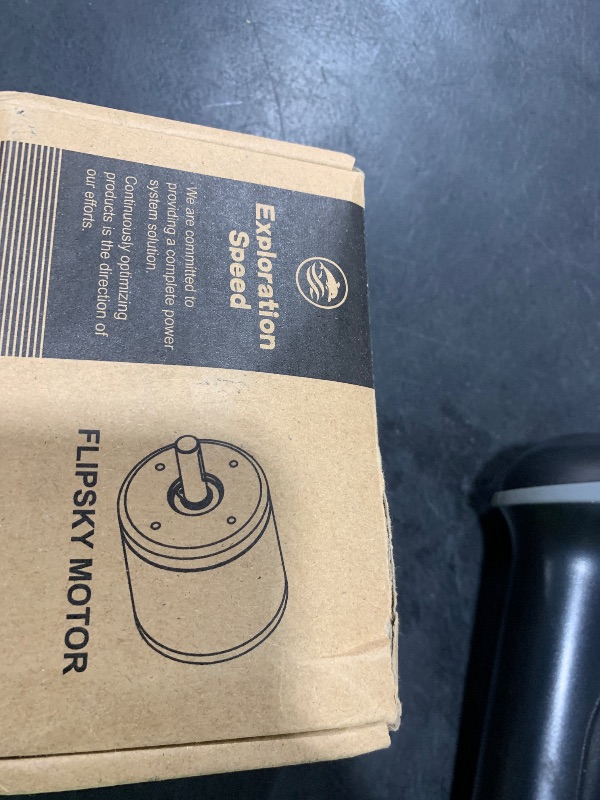 Exploration
Speed
We are committed to
providing a complete power
system solution.
Continuously optimizing
products is the direction of
our efforts.
FLIPSKY MOTOR